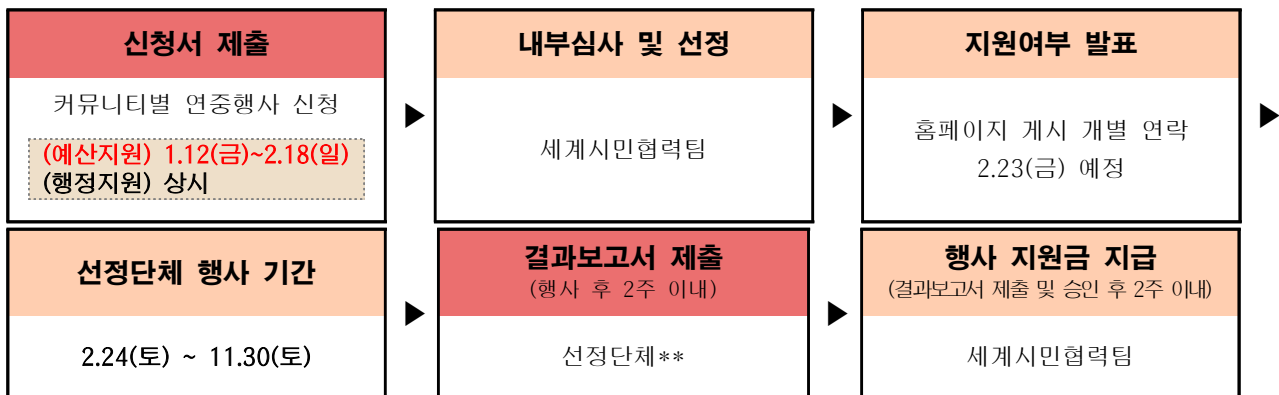 신청서 제출
커뮤니티별 연중행사 신청
(예산지원) 1.12(금)~2.18(일)
(행정지원) 상시
▶
내부심사 및 선정
세계시민협력팀
▶
지원여부 발표
홈페이지 게시 개별 연락
2.23(금) 예정
▶
선정단체 행사 기간
2.24(토) ~ 11.30(토)
▶
결과보고서 제출
(행사 후 2주 이내)
선정단체**
▶
행사 지원금 지급
(결과보고서 제출 및 승인 후 2주 이내)
세계시민협력팀